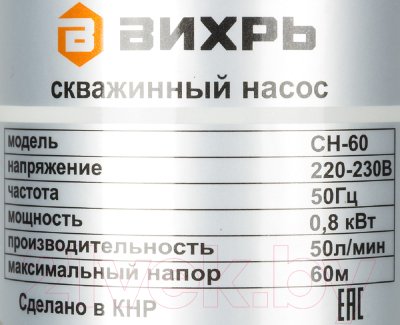 ВИХРЬ
скважинный насос
модель СН-60
напряжение 220-230В
частота 50Гц
мощность 0,8 кВт
производительность 50л/мин
максимальный напор 60м
Сделано в КНР EAC